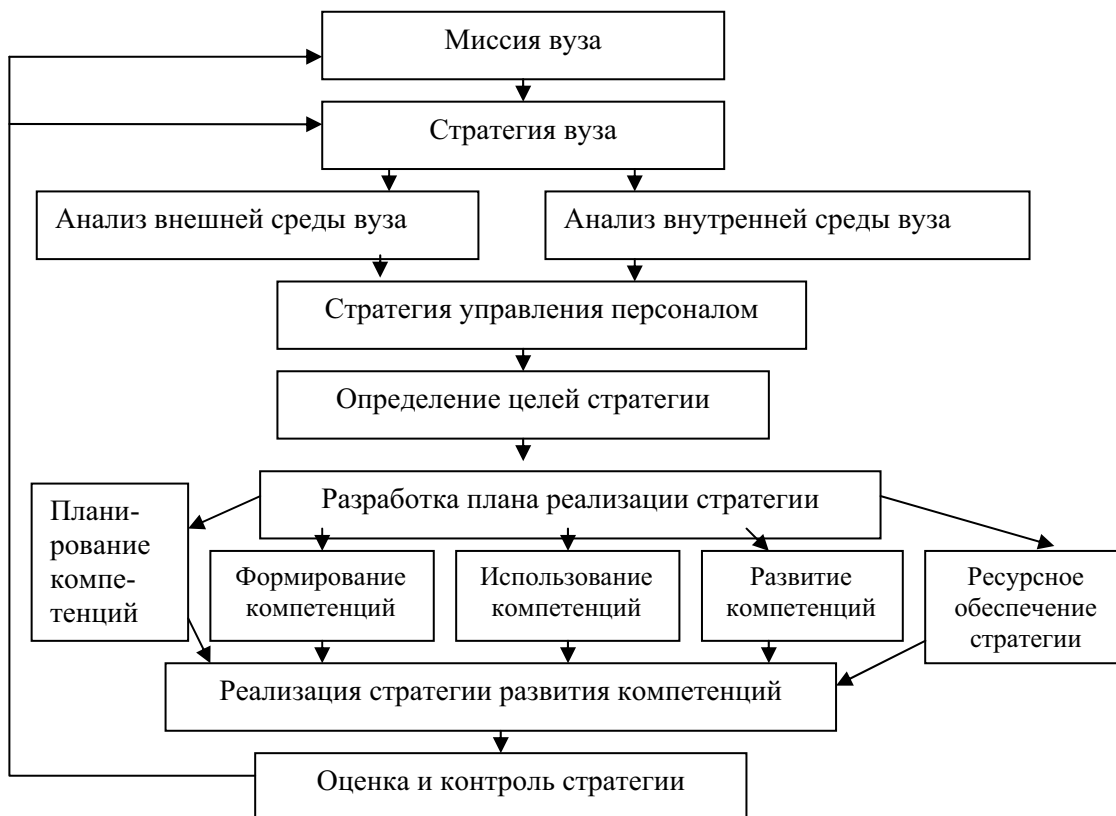 Миссия вуза
Стратегия вуза
Анализ внешней среды вуза
Анализ внутренней среды вуза
Стратегия управления персоналом
Определение целей стратегии
Разработка плана реализации стратегии
Плани-
рование
компе-
тенций
Формирование
компетенций
Использование
компетенций
Развитие
компетенций
Ресурсное
обеспечение
стратегии
Реализация стратегии развития компетенций
Оценка и контроль стратегии